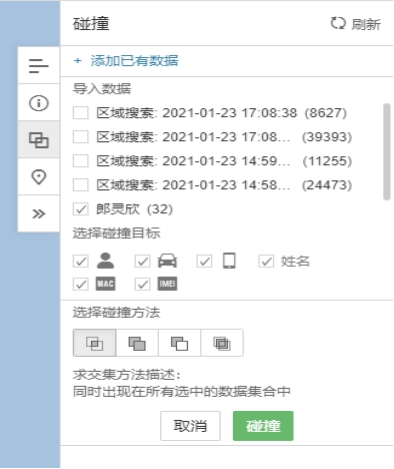 碰撞 刷新
+ 添加已有数据
导入数据
区域搜索: 2021-01-23 17:08:38 (8627)
区域搜索: 2021-01-23 17:08... (39393)
区域搜索: 2021-01-23 14:59... (11255)
区域搜索: 2021-01-23 14:58... (24473)
郎灵欣 (32)
选择碰撞目标
姓名
MAC IMEI
选择碰撞方法
求交集方法描述:
同时出现在所有选中的数据集合中
取消 碰撞